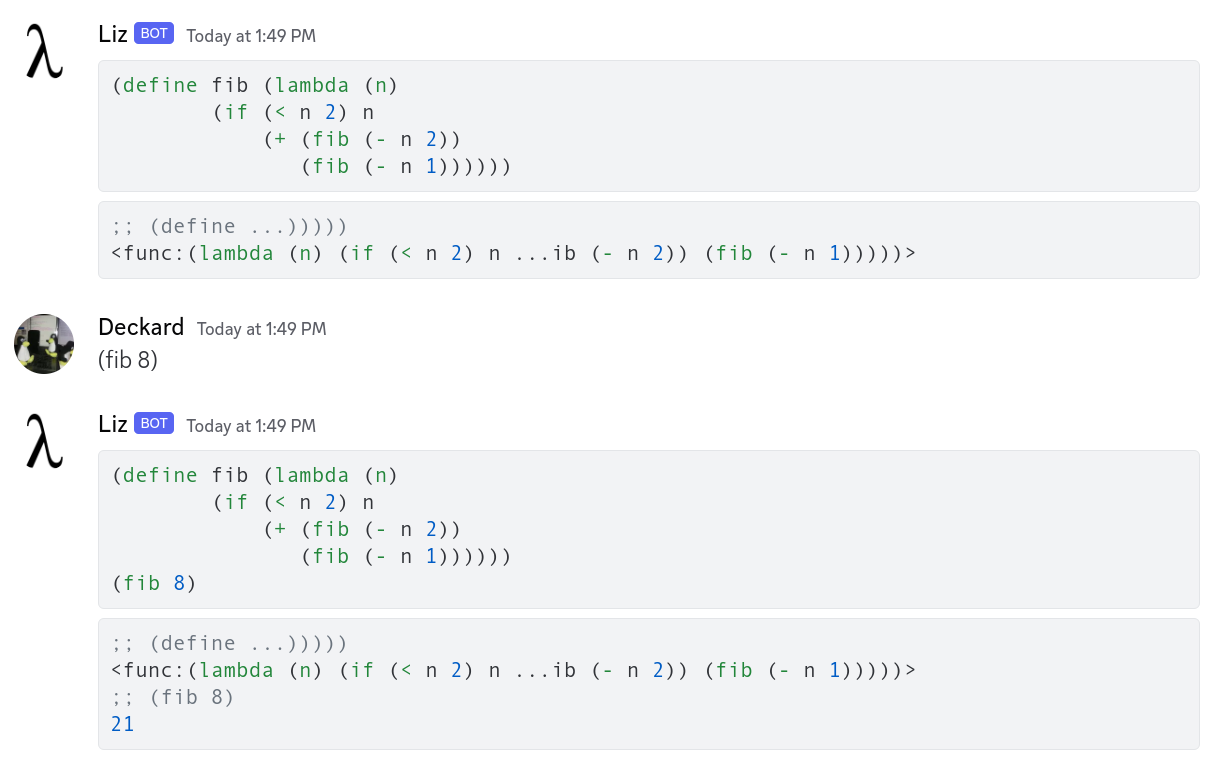 λ
Liz BOT Today at 1:49 PM
(define fib (lambda (n)
        (if (< n 2) n
            (+ (fib (- n 2))
               (fib (- n 1))))))
;; (define ...)))))
<func:(lambda (n) (if (< n 2) n ...ib (- n 2)) (fib (- n 1)))))>
Deckard Today at 1:49 PM
(fib 8)
λ
Liz BOT Today at 1:49 PM
(define fib (lambda (n)
        (if (< n 2) n
            (+ (fib (- n 2))
               (fib (- n 1))))))
(fib 8)
;; (define ...)))))
<func:(lambda (n) (if (< n 2) n ...ib (- n 2)) (fib (- n 1)))))>
;; (fib 8)
21